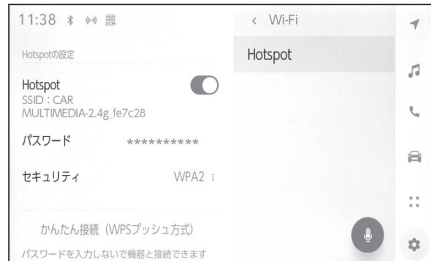 11:38
Hotspotの設定
Hotspot
SSID：CAR
MULTIMEDIA-2.4g_fe7c28
パスワード **********
セキュリティ WPA2
かんたん接続（WPSプッシュ方式）
パスワードを入力しないで機器と接続できます
< Wi-Fi
Hotspot